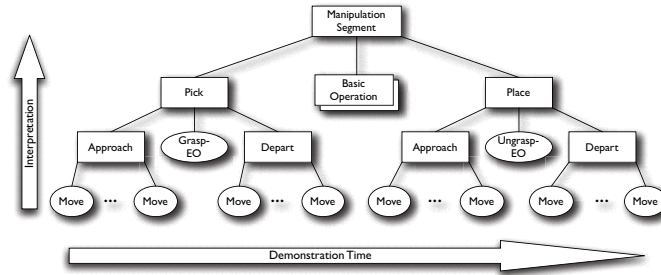 Manipulation
Segment
Pick
Basic
Operation
Place
Approach
Grasp-
EO
Depart
Approach
Ungrasp-
EO
Depart
Move
...
Move
Move
...
Move
Move
...
Move
Move
...
Move
Interpretation
Demonstration Time